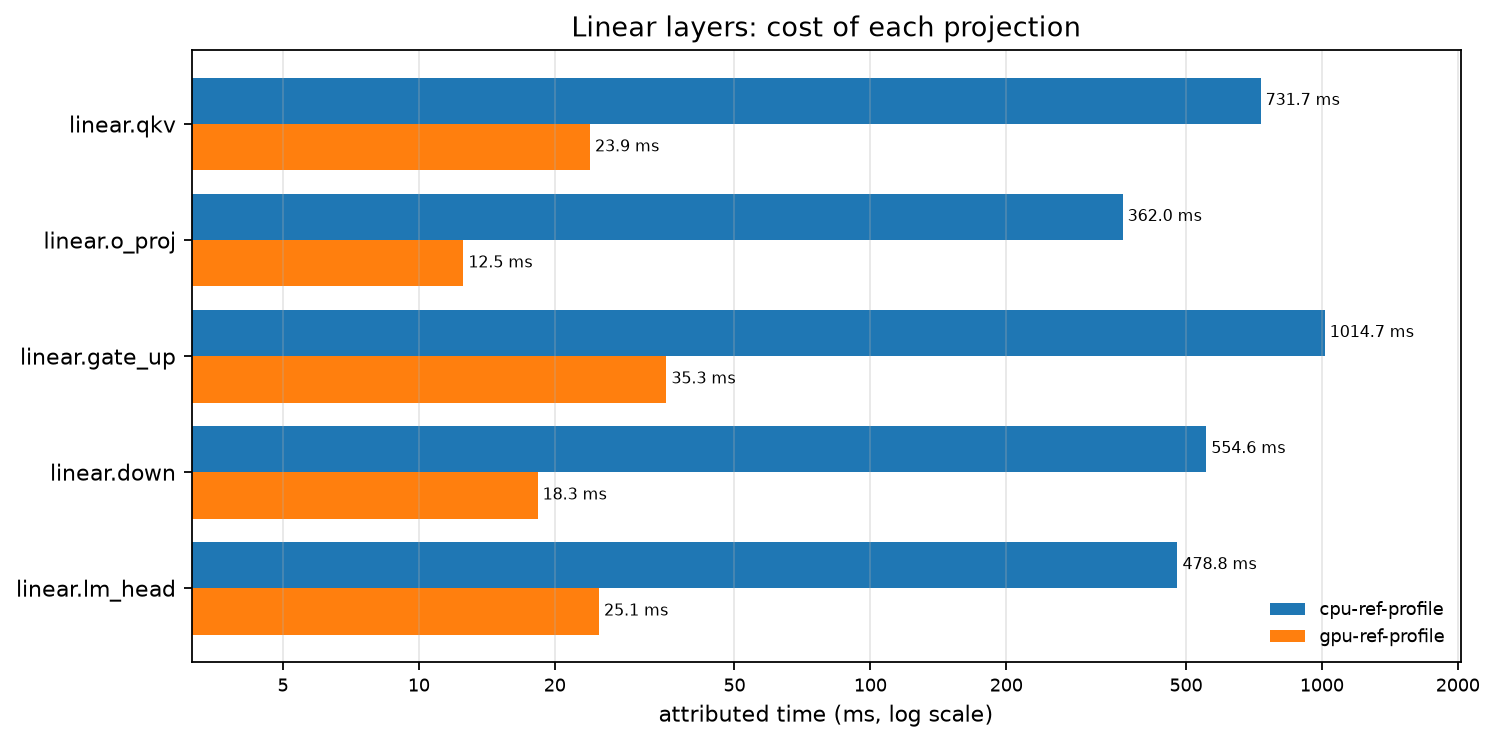 Linear layers: cost of each projection
linear.qkv
731.7 ms
23.9 ms
linear.o_proj
362.0 ms
12.5 ms
linear.gate_up
1014.7 ms
35.3 ms
linear.down
554.6 ms
18.3 ms
linear.lm_head
478.8 ms
25.1 ms
cpu-ref-profile
gpu-ref-profile
5 10 20 50 100 200 500 1000 2000
attributed time (ms, log scale)